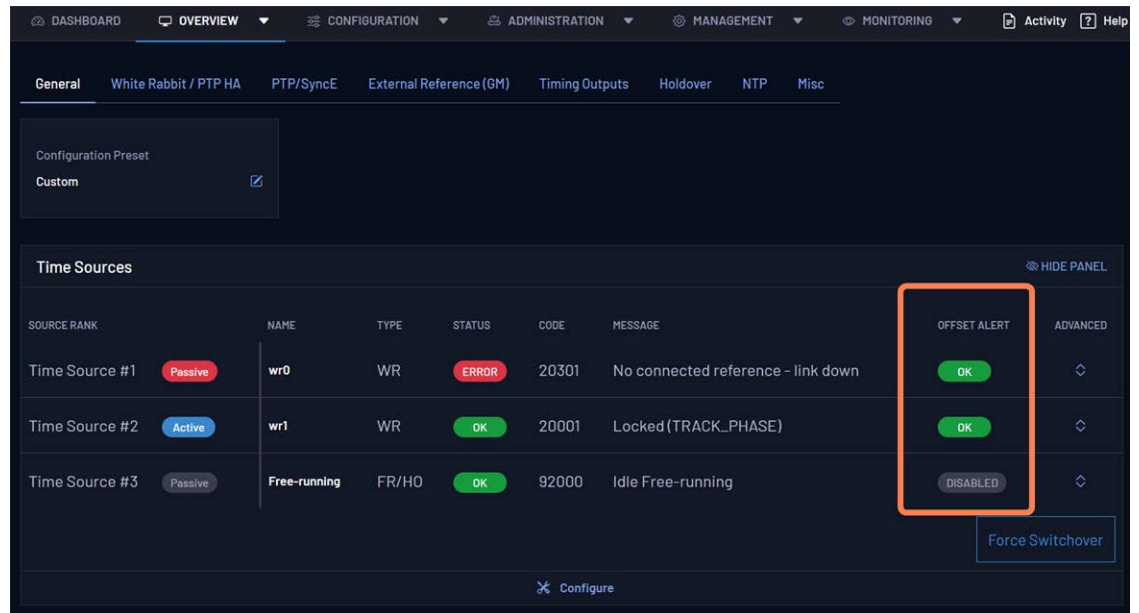 DASHBOARD OVERVIEW CONFIGURATION ADMINISTRATION MANAGEMENT MONITORING Activity ? Help
General White Rabbit / PTP HA PTP/SyncE External Reference (GM) Timing Outputs Holdover NTP Misc
Configuration Preset
Custom
Time Sources HIDE PANEL
SOURCE RANK NAME TYPE STATUS CODE MESSAGE OFFSET ALERT ADVANCED
Time Source #1 Passive wr0 WR ERROR 20301 No connected reference - link down OK
Time Source #2 Active wr1 WR OK 20001 Locked (TRACK_PHASE) OK
Time Source #3 Passive Free-running FR/HO OK 92000 Idle Free-running DISABLED
Force Switchover
Configure